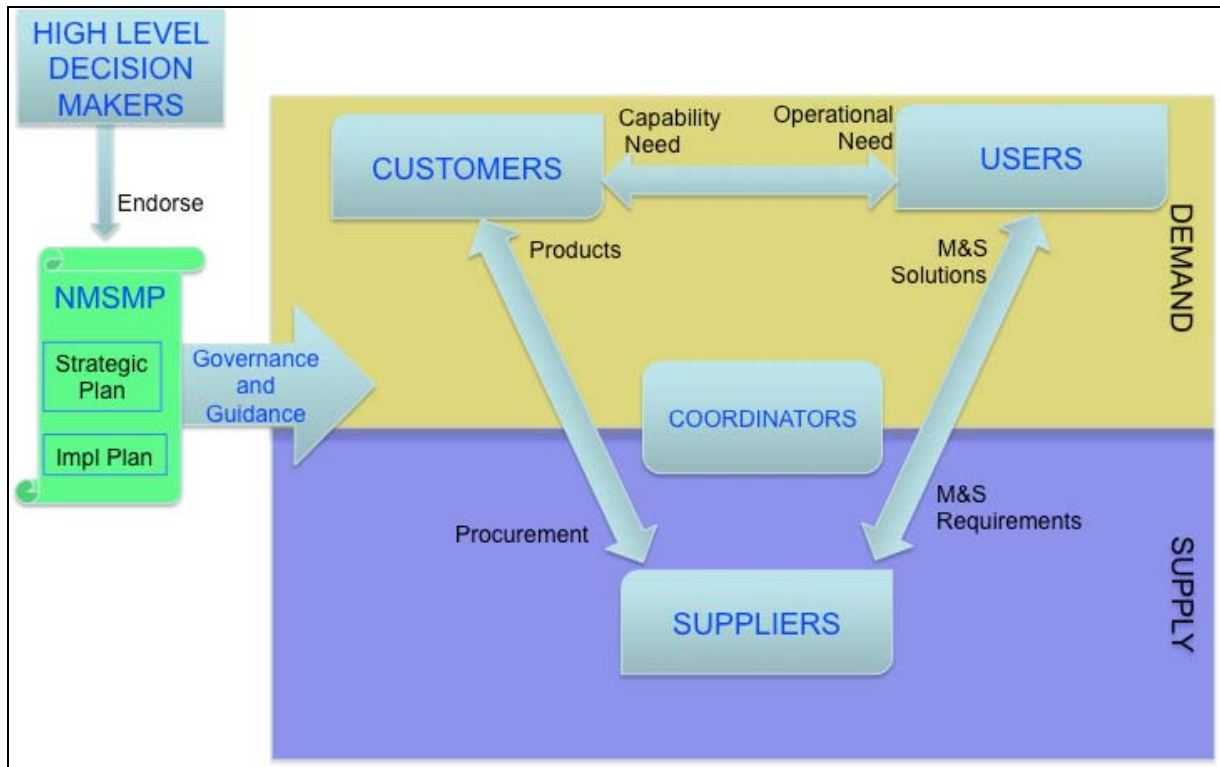 HIGH LEVEL
DECISION
MAKERS
Endorse
NMSMP
Strategic
Plan
Impl Plan
Governance
and
Guidance
CUSTOMERS
Capability
Need
Operational
Need
USERS
Products
M&S
Solutions
DEMAND
COORDINATORS
Procurement
M&S
Requirements
SUPPLIERS
SUPPLY